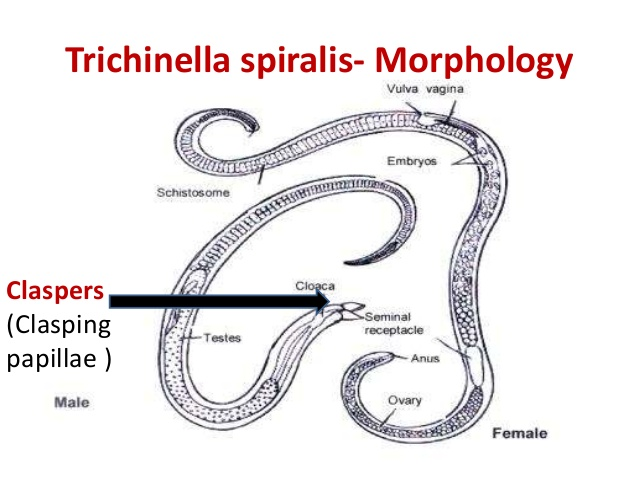 Trichinella spiralis- Morphology
Vulva vagina
Embryos
Schistosome
Claspers
(Clasping
papillae )
Cloaca
Seminal
receptacle
Testes
Anus
Ovary
Male
Female